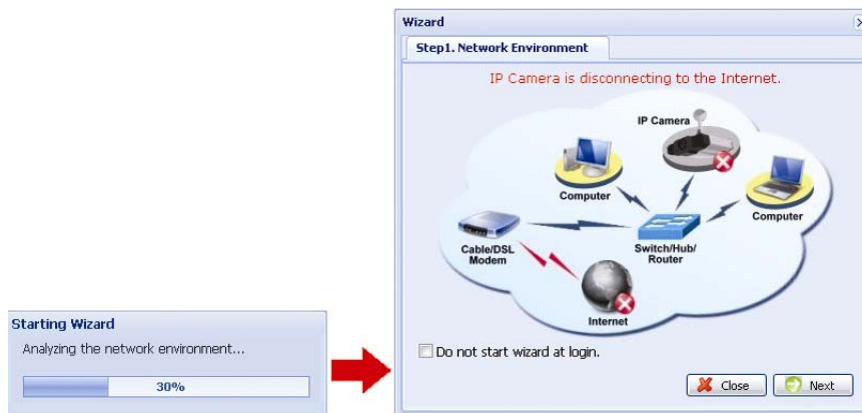 Starting Wizard
Analyzing the network environment...
30%
Wizard
Step1. Network Environment
IP Camera is disconnecting to the Internet.
IP Camera
Computer
Computer
Cable/DSL
Modem
Switch/Hub/
Router
Internet
Do not start wizard at login.
Close
Next